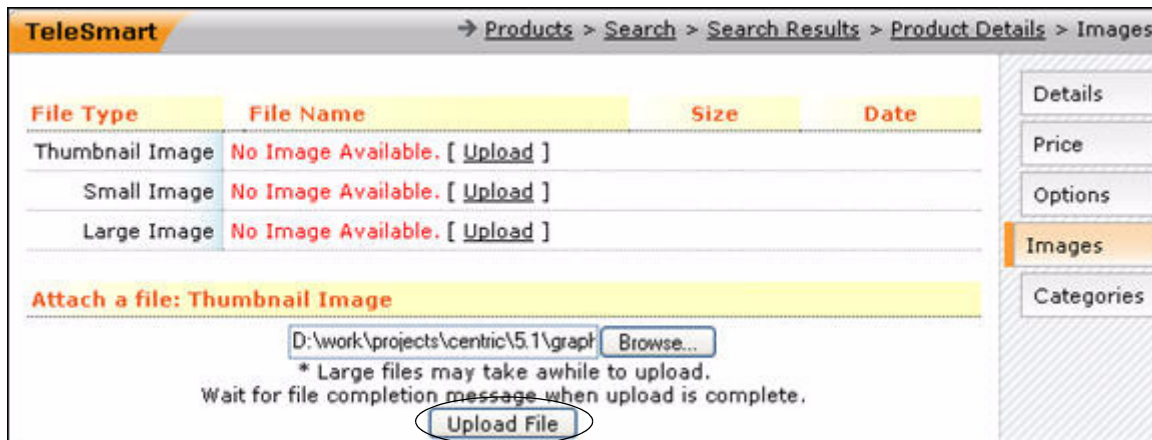 TeleSmart → Products > Search > Search Results > Product Details > Images
File Type File Name Size Date
Thumbnail Image No Image Available. [ Upload ]
Small Image No Image Available. [ Upload ]
Large Image No Image Available. [ Upload ]
Details
Price
Options
Images
Categories
Attach a file: Thumbnail Image
D:\work\projects\centric\5.1\graph Browse...
* Large files may take awhile to upload.
Wait for file completion message when upload is complete.
Upload File